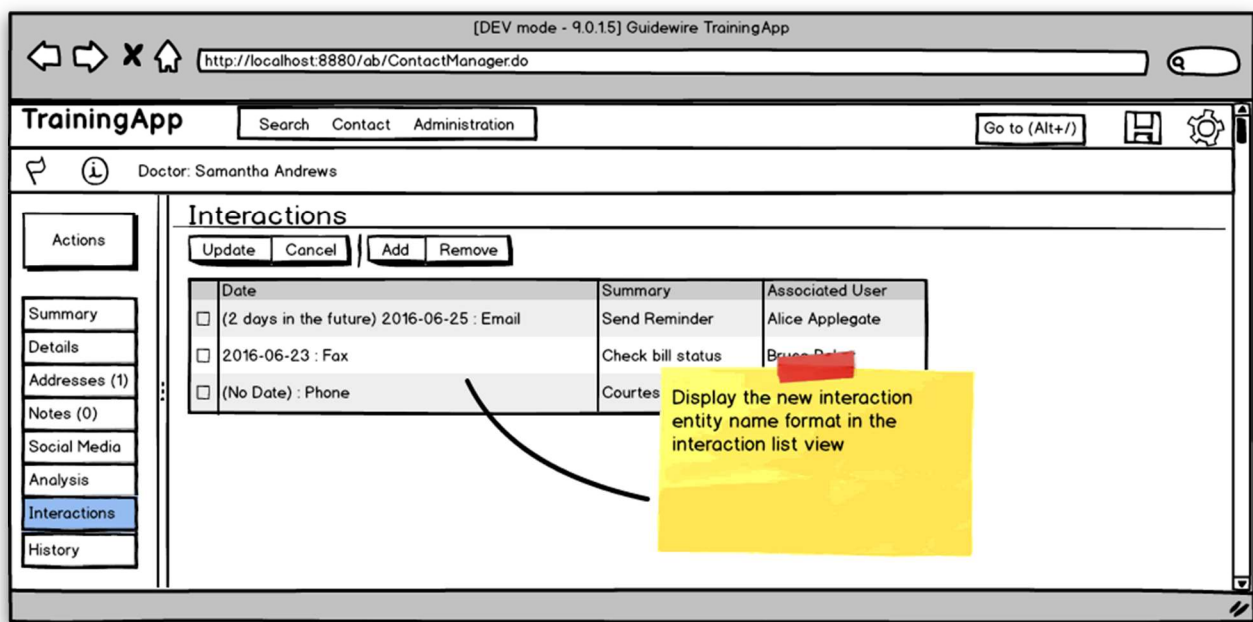 [DEV mode - 9.0.1.5] Guidewire TrainingApp
http://localhost:8880/ab/ContactManager.do
TrainingApp
Search Contact Administration
Go to (Alt+/)
Doctor: Samantha Andrews
Actions
Summary
Details
Addresses (1)
Notes (0)
Social Media
Analysis
Interactions
History
Interactions
Update Cancel Add Remove
Date Summary Associated User
(2 days in the future) 2016-06-25 : Email Send Reminder Alice Applegate
2016-06-23 : Fax Check bill status Bruce
(No Date) : Phone
Display the new interaction
entity name format in the
interaction list view